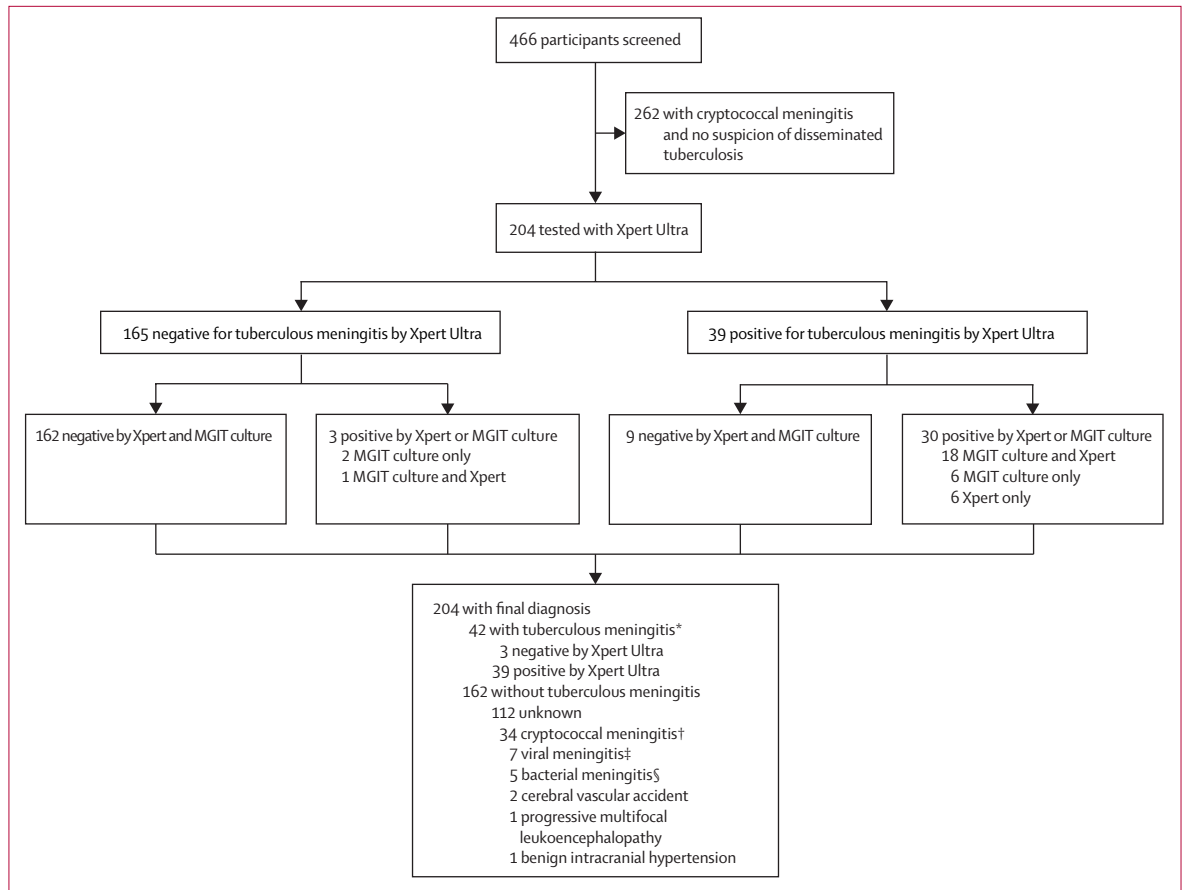 466 participants screened
262 with cryptococcal meningitis
and no suspicion of disseminated
tuberculosis
204 tested with Xpert Ultra
165 negative for tuberculous meningitis by Xpert Ultra
39 positive for tuberculous meningitis by Xpert Ultra
162 negative by Xpert and MGIT culture
3 positive by Xpert or MGIT culture
2 MGIT culture only
1 MGIT culture and Xpert
9 negative by Xpert and MGIT culture
30 positive by Xpert or MGIT culture
18 MGIT culture and Xpert
6 MGIT culture only
6 Xpert only
204 with final diagnosis
42 with tuberculous meningitis*
3 negative by Xpert Ultra
39 positive by Xpert Ultra
162 without tuberculous meningitis
112 unknown
34 cryptococcal meningitis†
7 viral meningitis‡
5 bacterial meningitis§
2 cerebral vascular accident
1 progressive multifocal
leukoencephalopathy
1 benign intracranial hypertension